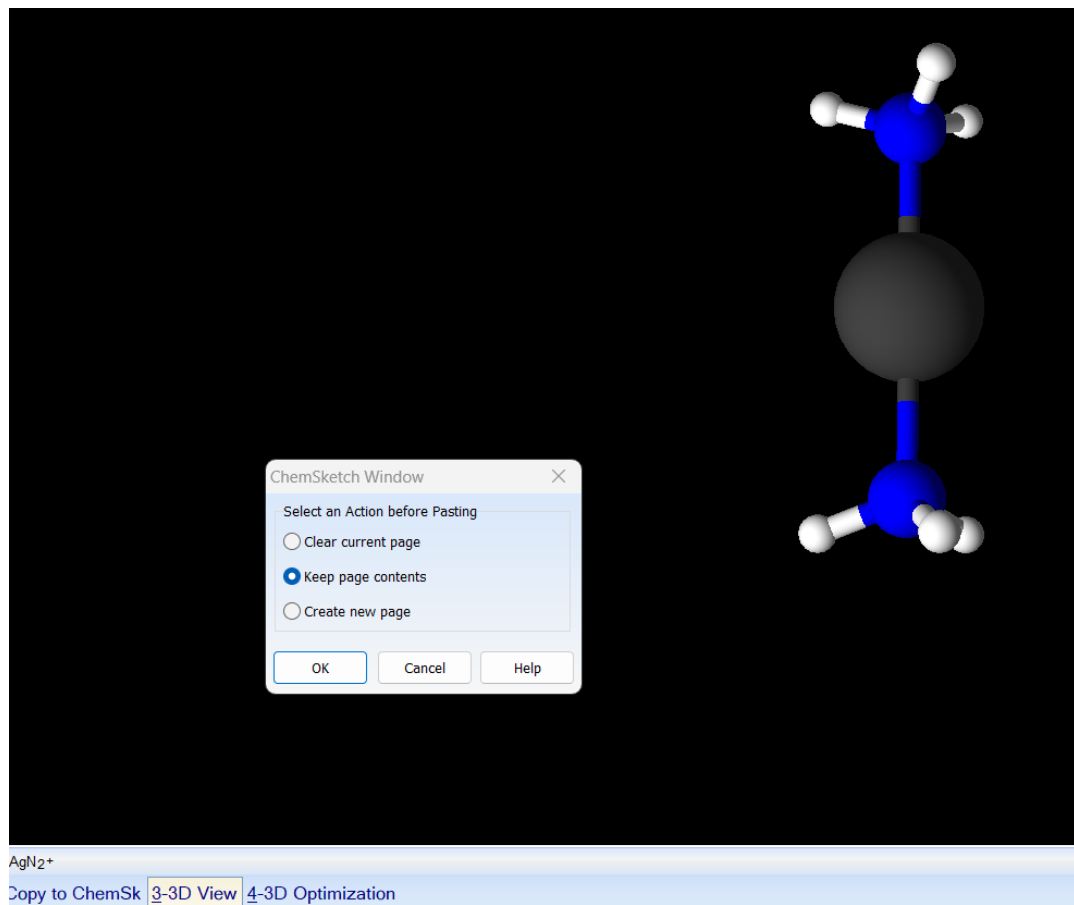 ChemSketch Window
Select an Action before Pasting
Clear current page
Keep page contents
Create new page
OK Cancel Help
AgN2+
Copy to ChemSk 3-3D View 4-3D Optimization